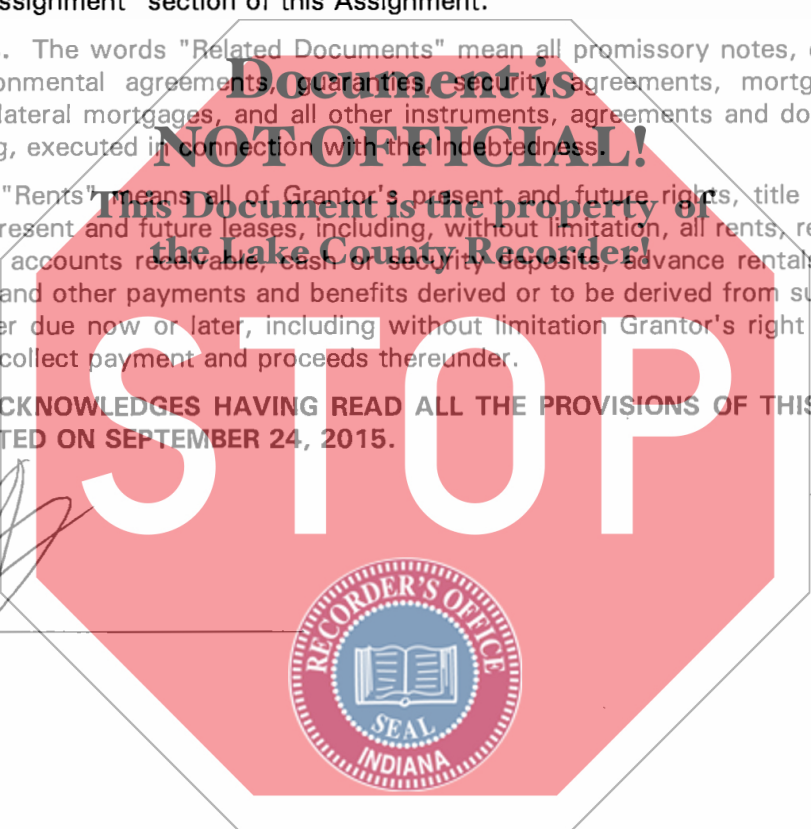 ssignment" section of this Assignment.
. The words "Related Documents" mean all promissory notes,
onmental agreements, guaranties, security agreements, mortg
lateral mortgages, and all other instruments, agreements and do
g, executed in connection with the Indebtedness.
"Rents" means all of Grantor's present and future rights, title
resent and future leases, including, without limitation, all rents, re
accounts receivable, cash or security deposits, advance rentals
and other payments and benefits derived or to be derived from su
er due now or later, including without limitation Grantor's right
collect payment and proceeds thereunder.
CKNOWLEDGES HAVING READ ALL THE PROVISIONS OF THIS
TED ON SEPTEMBER 24, 2015.
Document is
NOT OFFICIAL!
This Document is the property of
the Lake County Recorder!
STOP
RECORDER'S OFFICE
SEAL
INDIANA